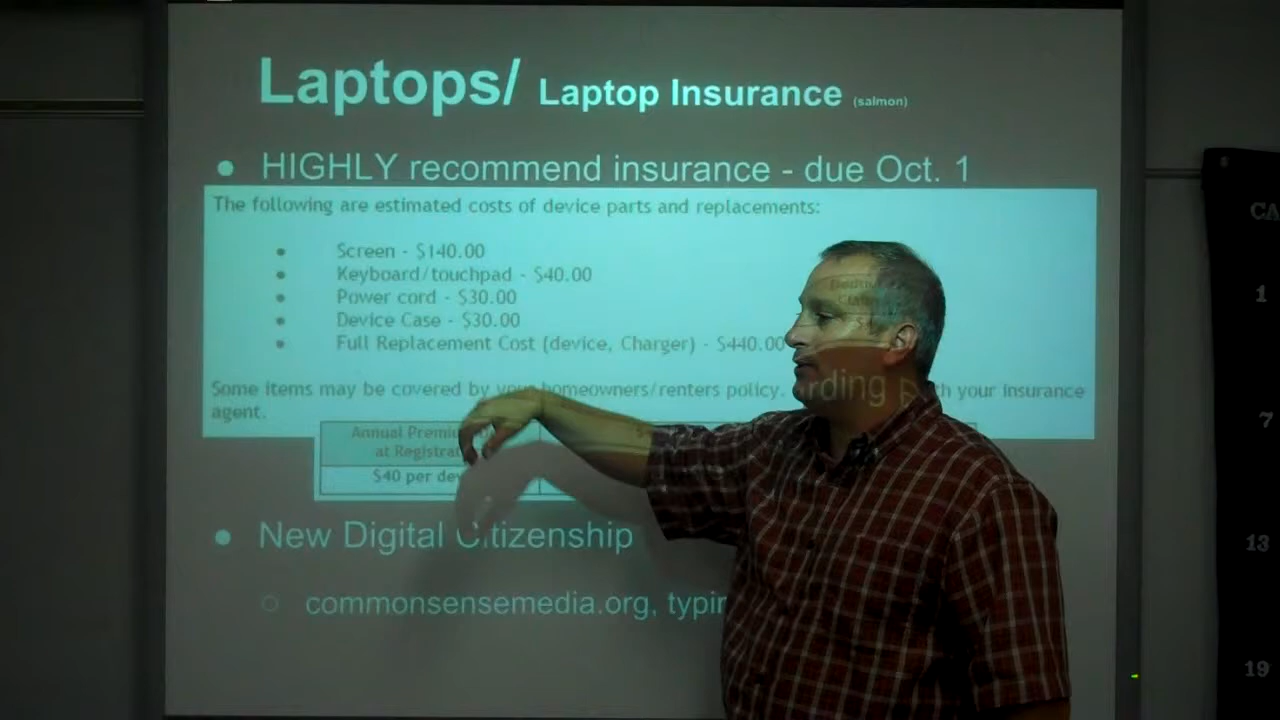 Laptops/ Laptop Insurance (salmon)
● HIGHLY recommend insurance - due Oct. 1
The following are estimated costs of device parts and replacements:
● Screen - $140.00
● Keyboard/touchpad - $40.00
● Power cord - $30.00
● Device Case - $30.00
● Full Replacement Cost (device, Charger) - $440.00
Some items may be covered by your homeowners/renters policy. your insurance
agent.
Annual
at
$40 per
● New Digital Citizenship
○ commonsensemedia.org,
1
7
13
19